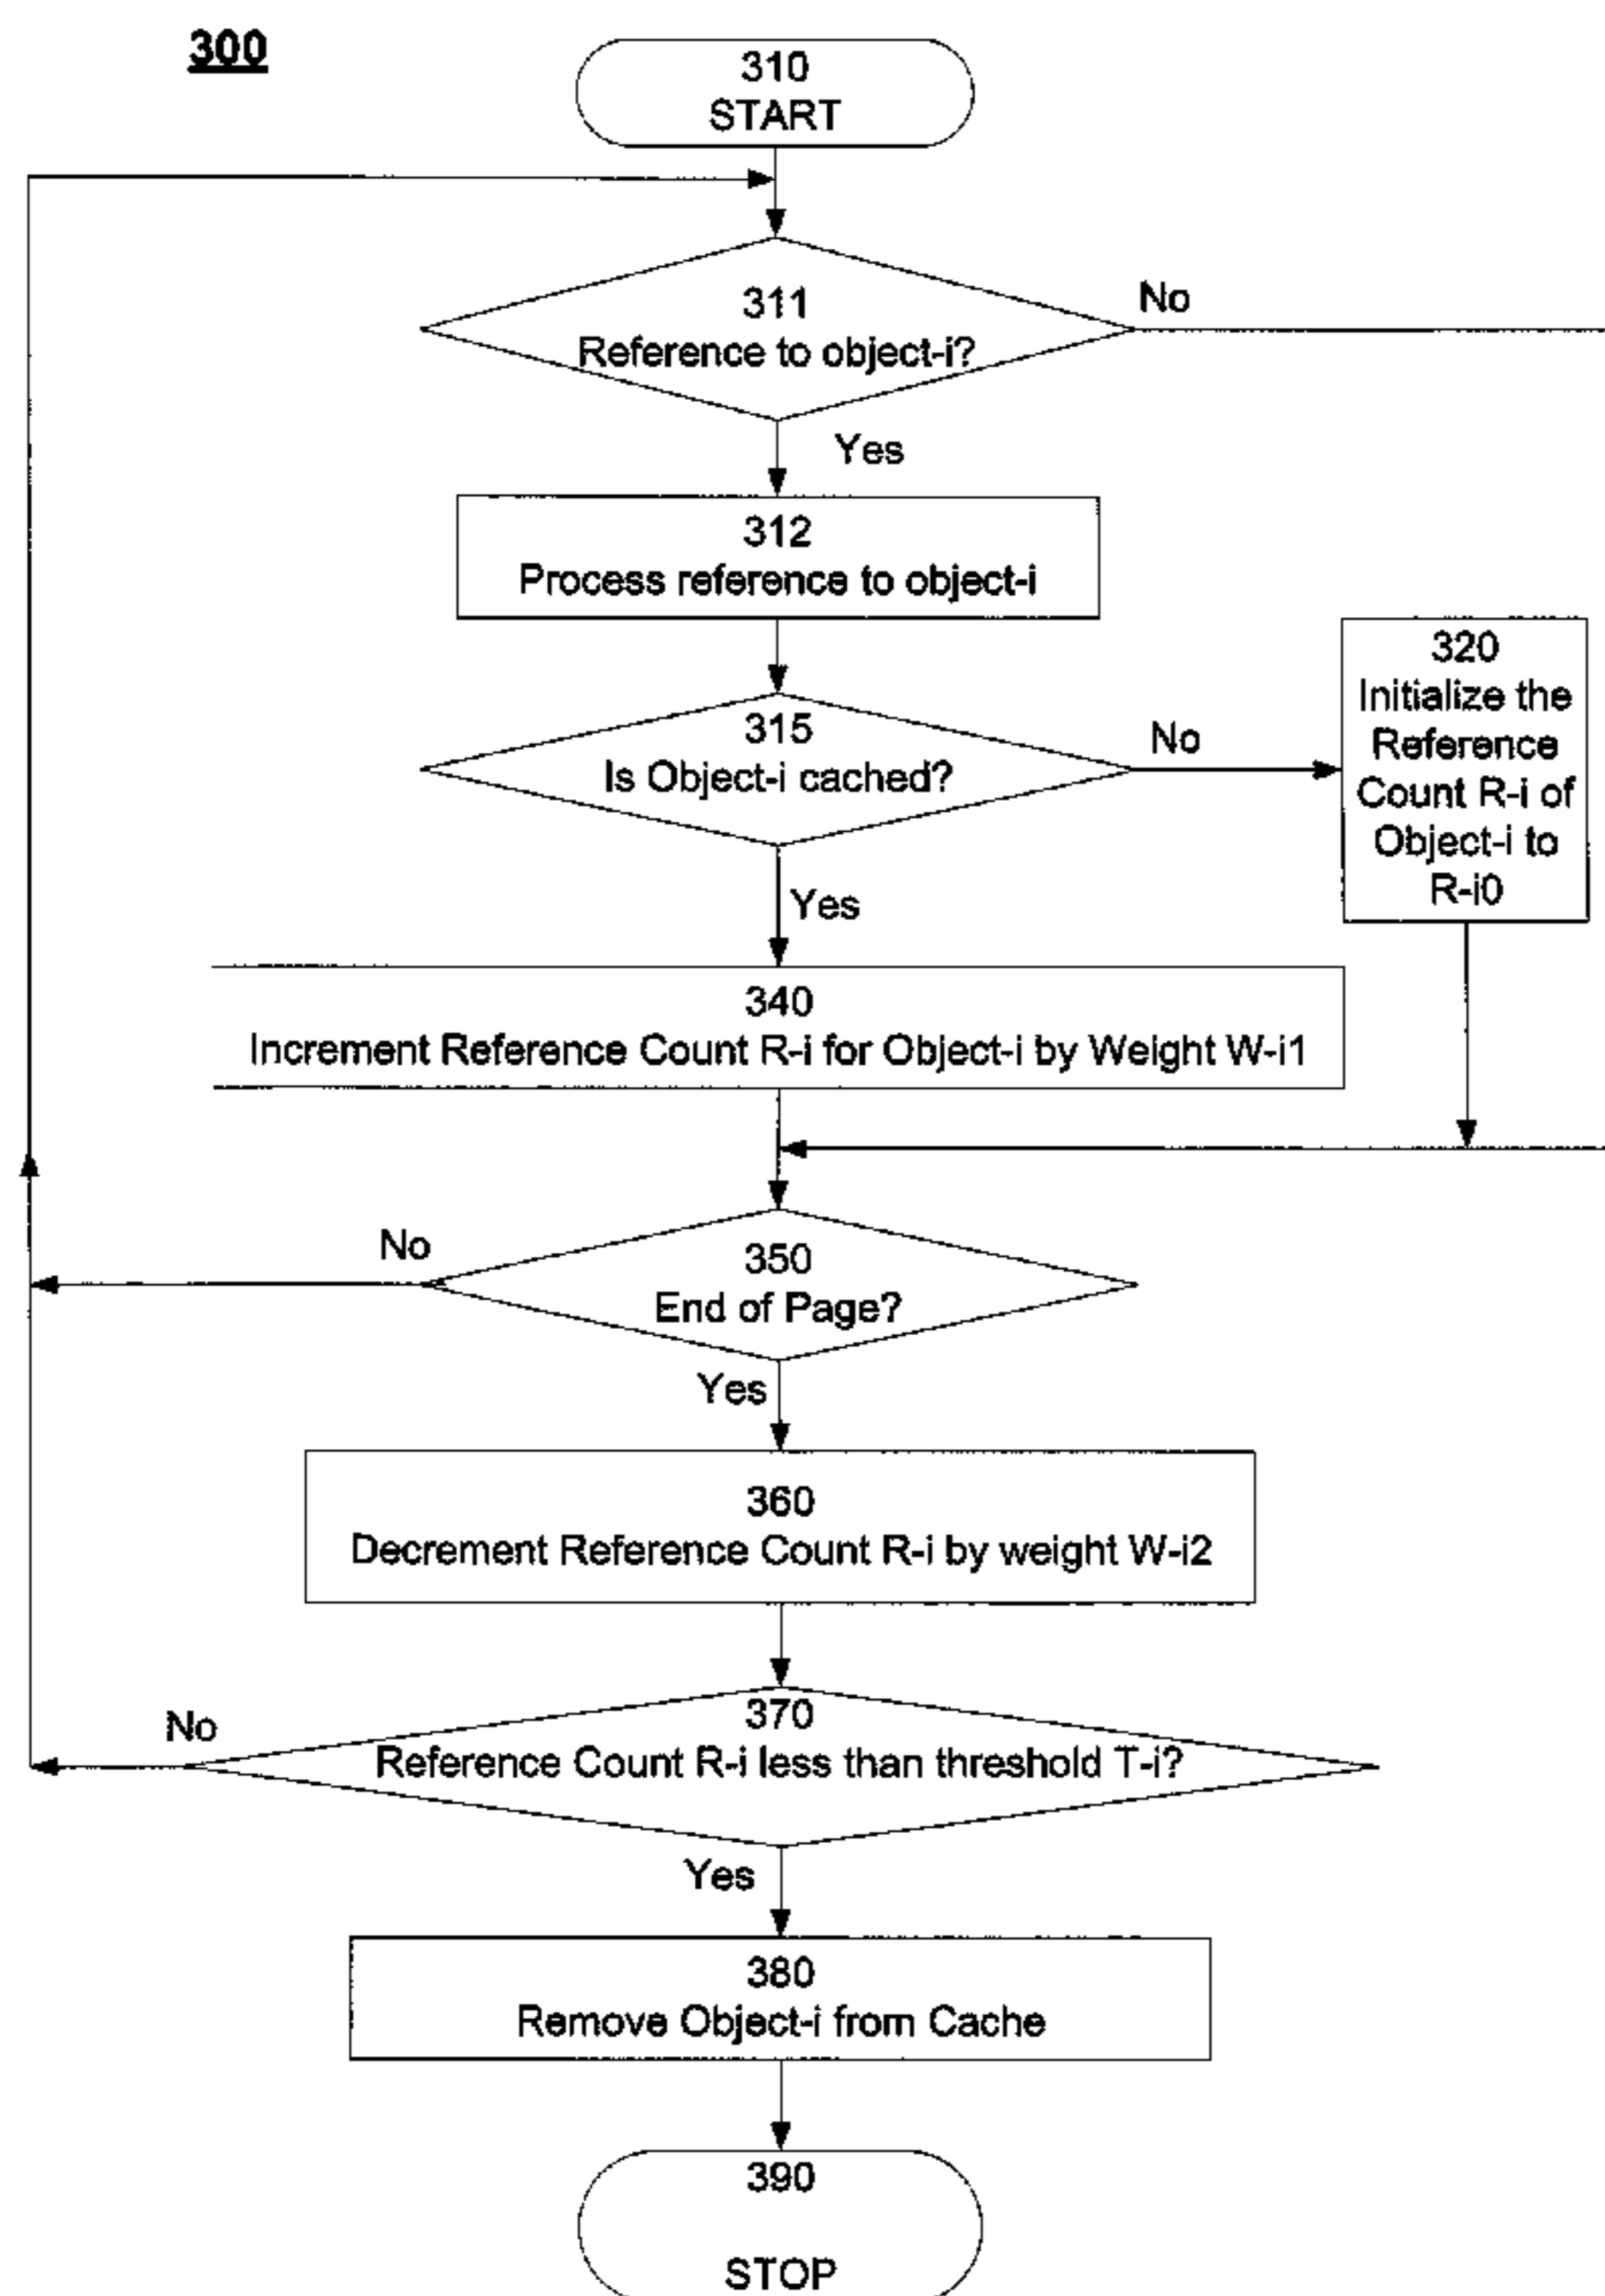 300
310
START
311
Reference to object-i?
No
Yes
312
Process reference to object-i
315
Is Object-i cached?
No
320
Initialize the
Reference
Count R-i of
Object-i to
R-i0
Yes
340
Increment Reference Count R-i for Object-i by Weight W-i1
350
End of Page?
No
Yes
360
Decrement Reference Count R-i by weight W-i2
370
Reference Count R-i less than threshold T-i?
No
Yes
380
Remove Object-i from Cache
390
STOP